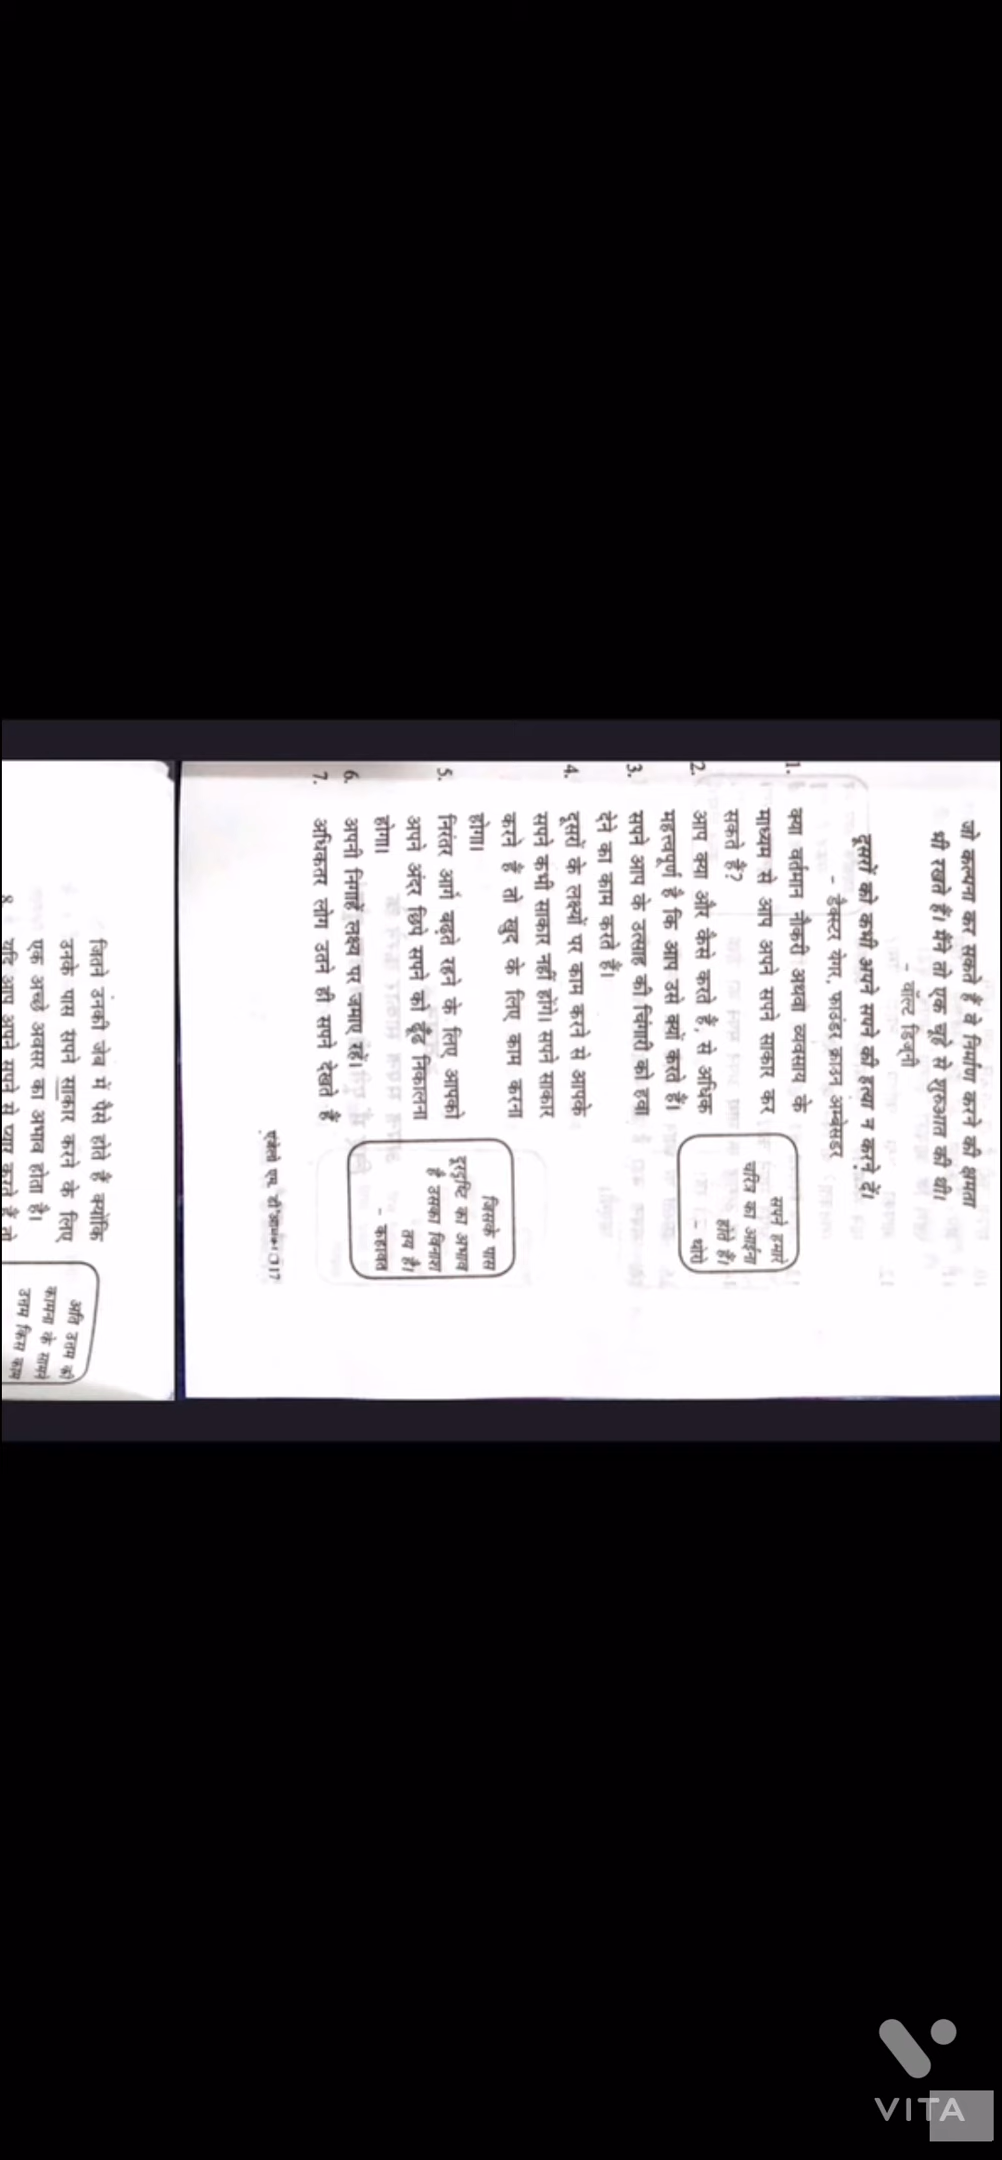 जो कल्पना कर सकते हैं वे निर्माण करने की क्षमता
भी रखते हैं। मैंने तो एक चूहे से शुरुआत की थी।
- वॉल्ट डिज़्नी
दूसरों को कभी अपने सपने की हत्या न करने दें।
- डैक्स्टर येगर, फाउंडर क्राउन अम्बेसडर
1. क्या वर्तमान नौकरी अथवा व्यवसाय के
माध्यम से आप अपने सपने साकार कर
सकते हैं?
2. आप क्या और कैसे करते हैं, से अधिक
महत्त्वपूर्ण है कि आप उसे क्यों करते हैं।
सपने हमारे
चरित्र का आईना
होते हैं।
- थोरो
3. सपने आप के उत्साह की चिंगारी को हवा
देने का काम करते हैं।
4. दूसरों के लक्ष्यों पर काम करने से आपके
सपने कभी साकार नहीं होंगे। सपने साकार
करने हैं तो खुद के लिए काम करना
होगा।
5. निरंतर आगे बढ़ते रहने के लिए आपको
अपने अंदर छिपे सपने को ढूँढ निकालना
होगा।
जिसके पास
दूरदृष्टि का अभाव
है उसका विनाश
तय है।
- कहावत
6. अपनी निगाहें लक्ष्य पर जमाए रहें।
7. अधिकतर लोग उतने ही सपने देखते हैं
एंजेलो एम. डी'आमिको 17
जितने उनकी जेब में पैसे होते हैं क्योंकि
उनके पास सपने साकार करने के लिए
एक अच्छे अवसर का अभाव होता है।
8 यदि आप अपने सपने से प्यार करते हैं तो
अति उत्तम की
कामना के सामने
उत्तम किस काम
VITA